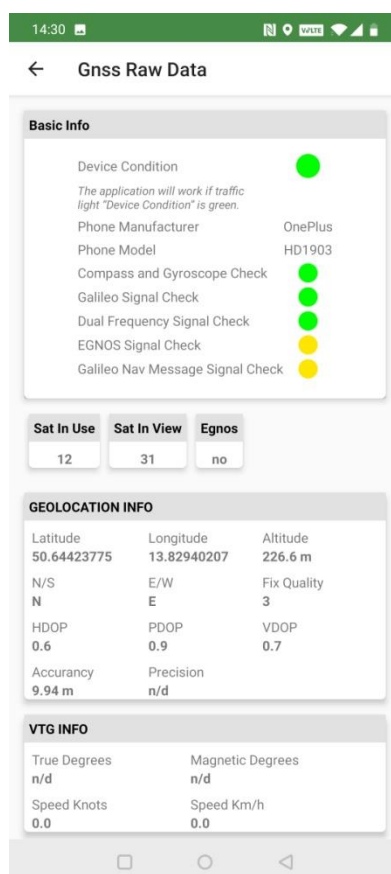 14:30 VoLTE
Gnss Raw Data
Basic Info
Device Condition
The application will work if traffic
light "Device Condition" is green.
Phone Manufacturer OnePlus
Phone Model HD1903
Compass and Gyroscope Check
Galileo Signal Check
Dual Frequency Signal Check
EGNOS Signal Check
Galileo Nav Message Signal Check
Sat In Use Sat In View Egnos
12 31 no
GEOLOCATION INFO
Latitude Longitude Altitude
50.64423775 13.82940207 226.6 m
N/S E/W Fix Quality
N E 3
HDOP PDOP VDOP
0.6 0.9 0.7
Accurancy Precision
9.94 m n/d
VTG INFO
True Degrees Magnetic Degrees
n/d n/d
Speed Knots Speed Km/h
0.0 0.0